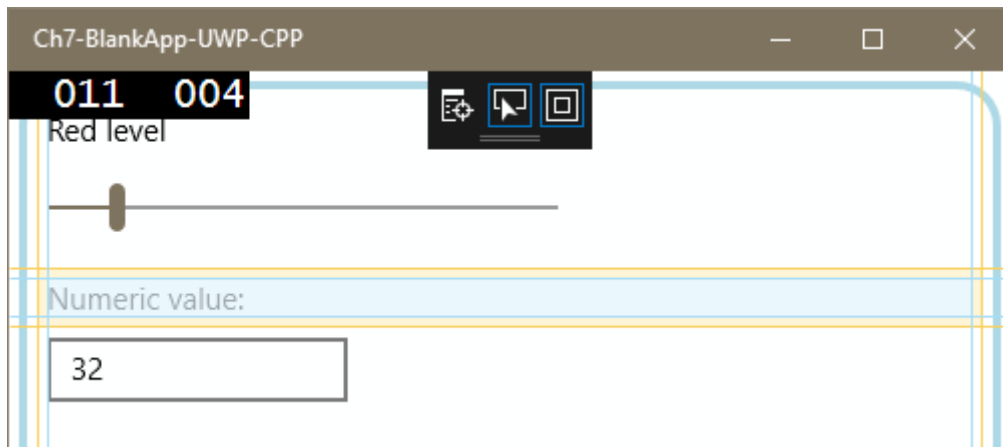 Ch7-BlankApp-UWP-CPP
011 004
Red level
Numeric value:
32